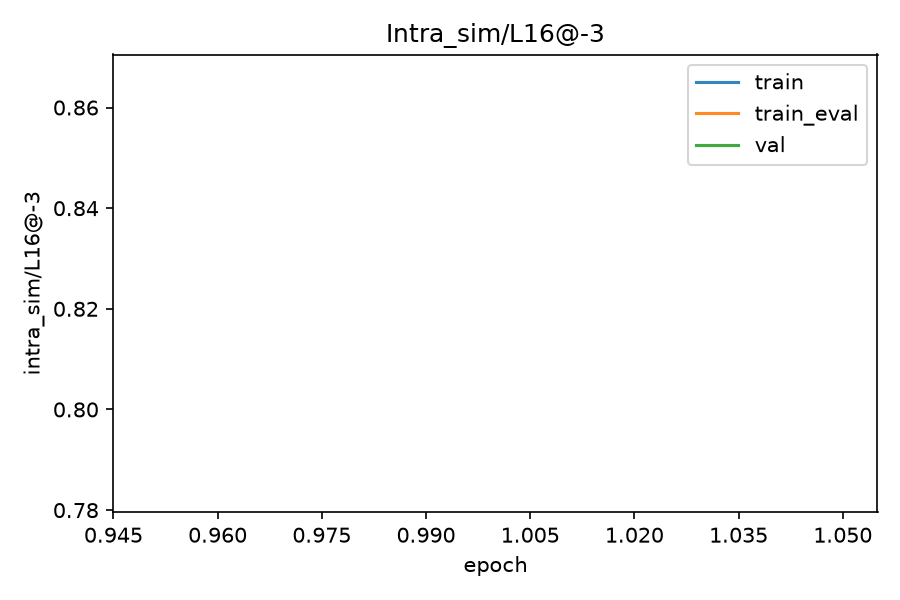 Intra_sim/L16@-3
train
train_eval
val
intra_sim/L16@-3
0.86
0.84
0.82
0.80
0.78
0.945 0.960 0.975 0.990 1.005 1.020 1.035 1.050
epoch